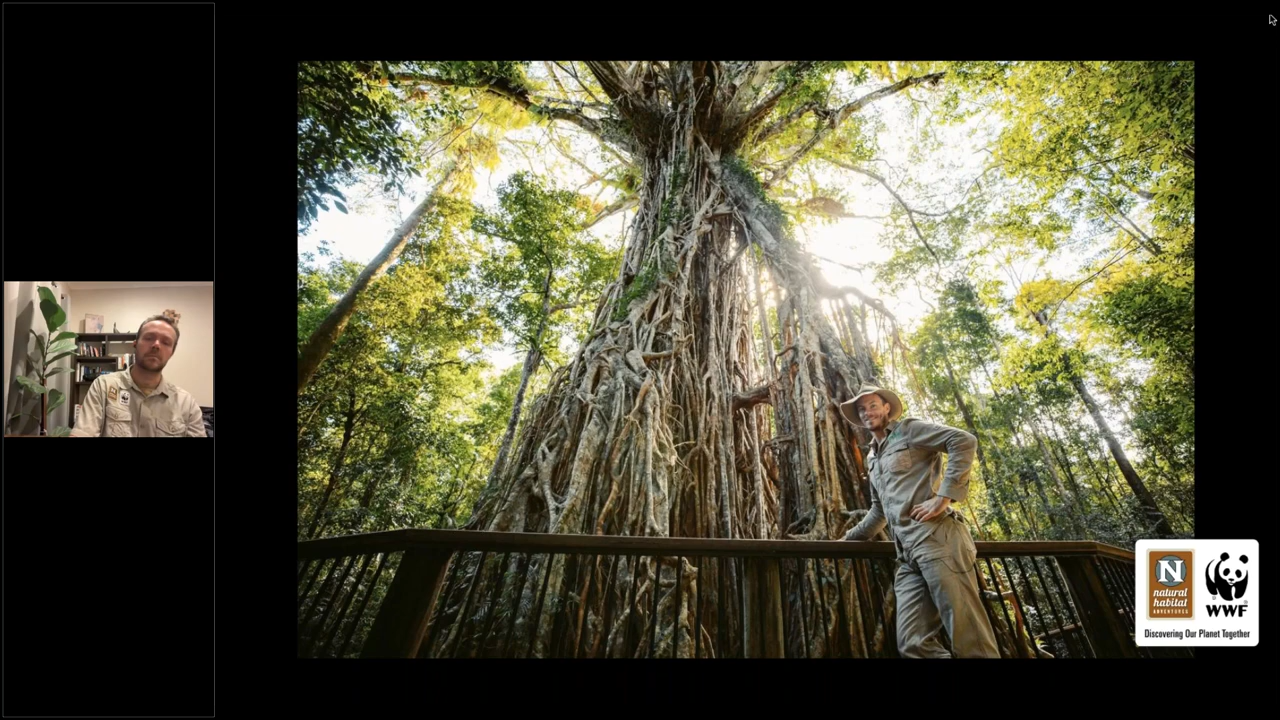 N
natural
habitat
ADVENTURES
WWF
Discovering Our Planet Together